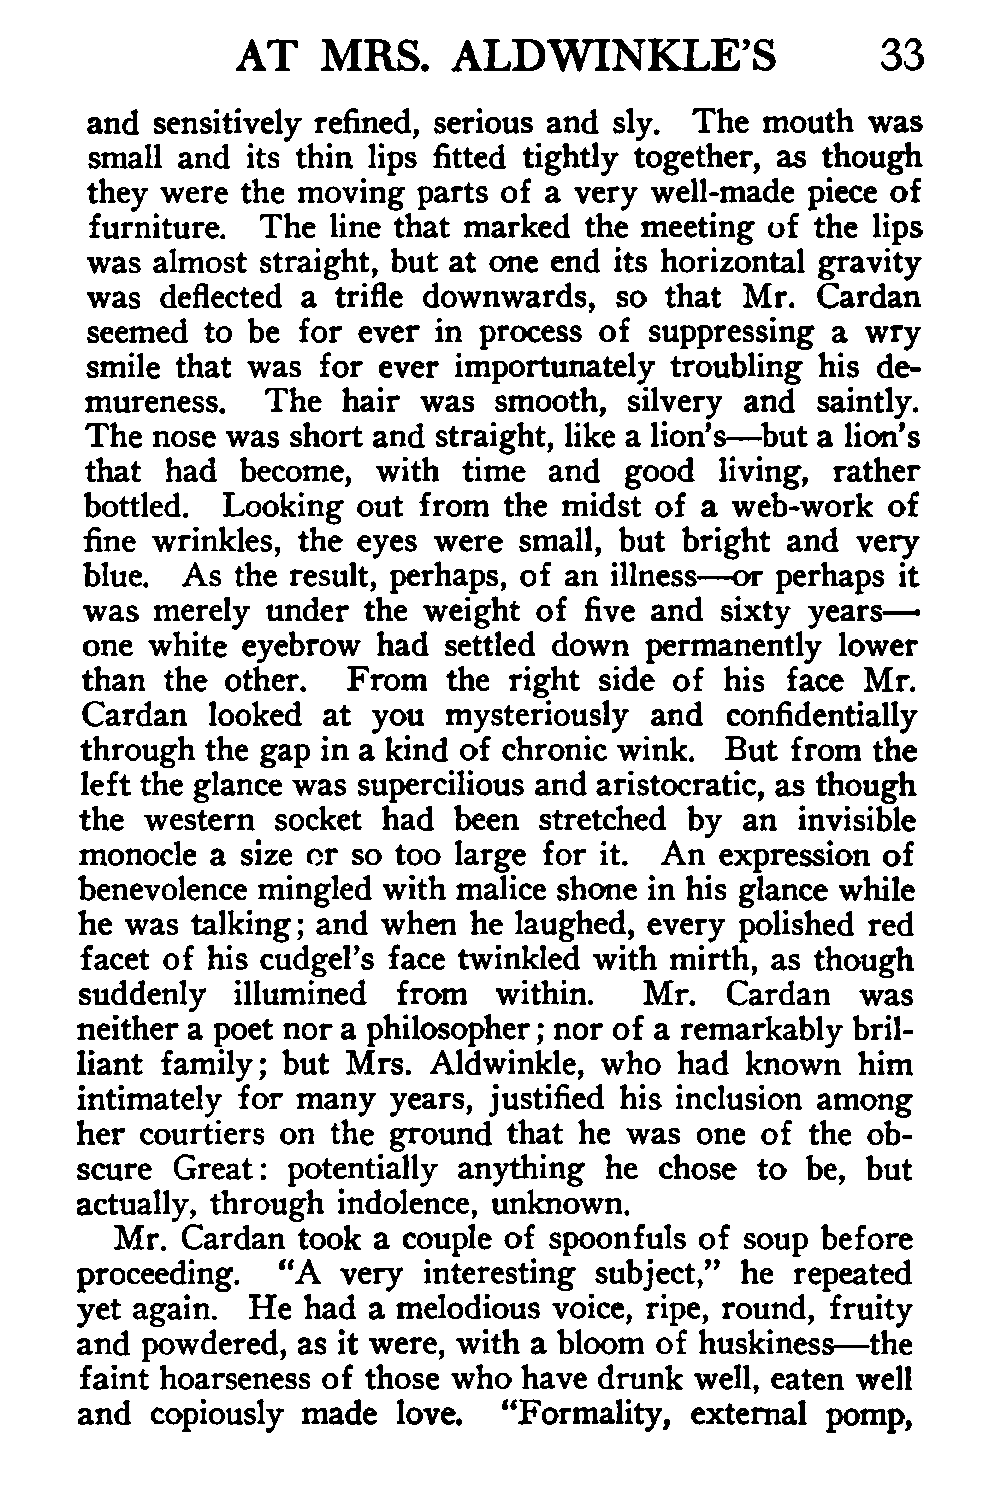 AT MRS. ALDWINKLE'S 33
and sensitively refined, serious and sly. The mouth was
small and its thin lips fitted tightly together, as though
they were the moving parts of a very well-made piece of
furniture. The line that marked the meeting of the lips
was almost straight, but at one end its horizontal gravity
was deflected a trifle downwards, so that Mr. Cardan
seemed to be for ever in process of suppressing a wry
smile that was for ever importunately troubling his de-
mureness. The hair was smooth, silvery and saintly.
The nose was short and straight, like a lion's—but a lion's
that had become, with time and good living, rather
bottled. Looking out from the midst of a web-work of
fine wrinkles, the eyes were small, but bright and very
blue. As the result, perhaps, of an illness—or perhaps it
was merely under the weight of five and sixty years—
one white eyebrow had settled down permanently lower
than the other. From the right side of his face Mr.
Cardan looked at you mysteriously and confidentially
through the gap in a kind of chronic wink. But from the
left the glance was supercilious and aristocratic, as though
the western socket had been stretched by an invisible
monocle a size or so too large for it. An expression of
benevolence mingled with malice shone in his glance while
he was talking; and when he laughed, every polished red
facet of his cudgel's face twinkled with mirth, as though
suddenly illumined from within. Mr. Cardan was
neither a poet nor a philosopher; nor of a remarkably bril-
liant family; but Mrs. Aldwinkle, who had known him
intimately for many years, justified his inclusion among
her courtiers on the ground that he was one of the ob-
scure Great: potentially anything he chose to be, but
actually, through indolence, unknown.
Mr. Cardan took a couple of spoonfuls of soup before
proceeding. "A very interesting subject," he repeated
yet again. He had a melodious voice, ripe, round, fruity
and powdered, as it were, with a bloom of huskiness—the
faint hoarseness of those who have drunk well, eaten well
and copiously made love. "Formality, external pomp,